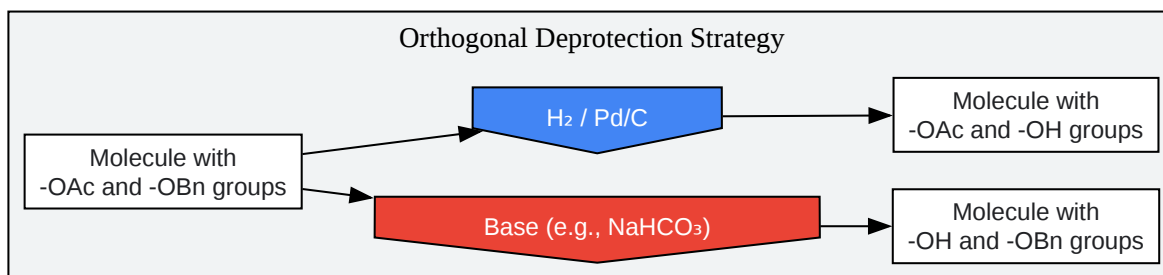 Orthogonal Deprotection Strategy
H₂ / Pd/C
Molecule with
-OAc and -OH groups
Molecule with
-OAc and -OBn groups
Base (e.g., NaHCO₃)
Molecule with
-OH and -OBn groups